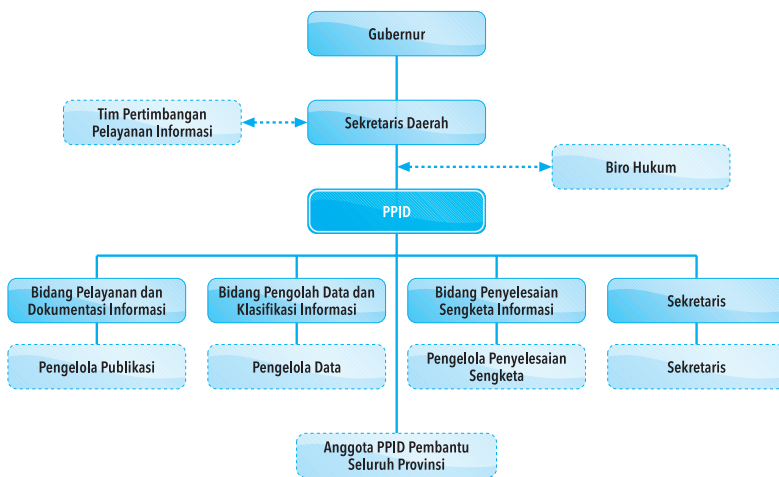 Gubernur
Tim Pertimbangan
Pelayanan Informasi
Sekretaris Daerah
Biro Hukum
PPID
Bidang Pelayanan dan
Dokumentasi Informasi
Bidang Pengolah Data dan
Klasifikasi Informasi
Bidang Penyelesaian
Sengketa Informasi
Sekretaris
Pengelola Publikasi
Pengelola Data
Pengelola Penyelesaian
Sengketa
Sekretaris
Anggota PPID Pembantu
Seluruh Provinsi